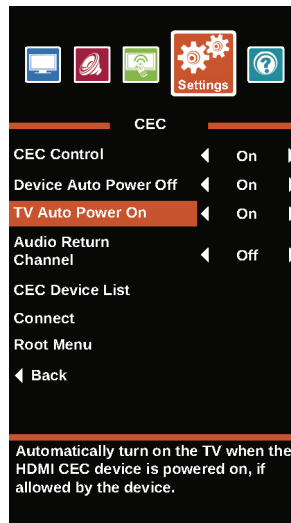 Settings
CEC
CEC Control On
Device Auto Power Off On
TV Auto Power On On
Audio Return
Channel Off
CEC Device List
Connect
Root Menu
Back
Automatically turn on the TV when the
HDMI CEC device is powered on, if
allowed by the device.